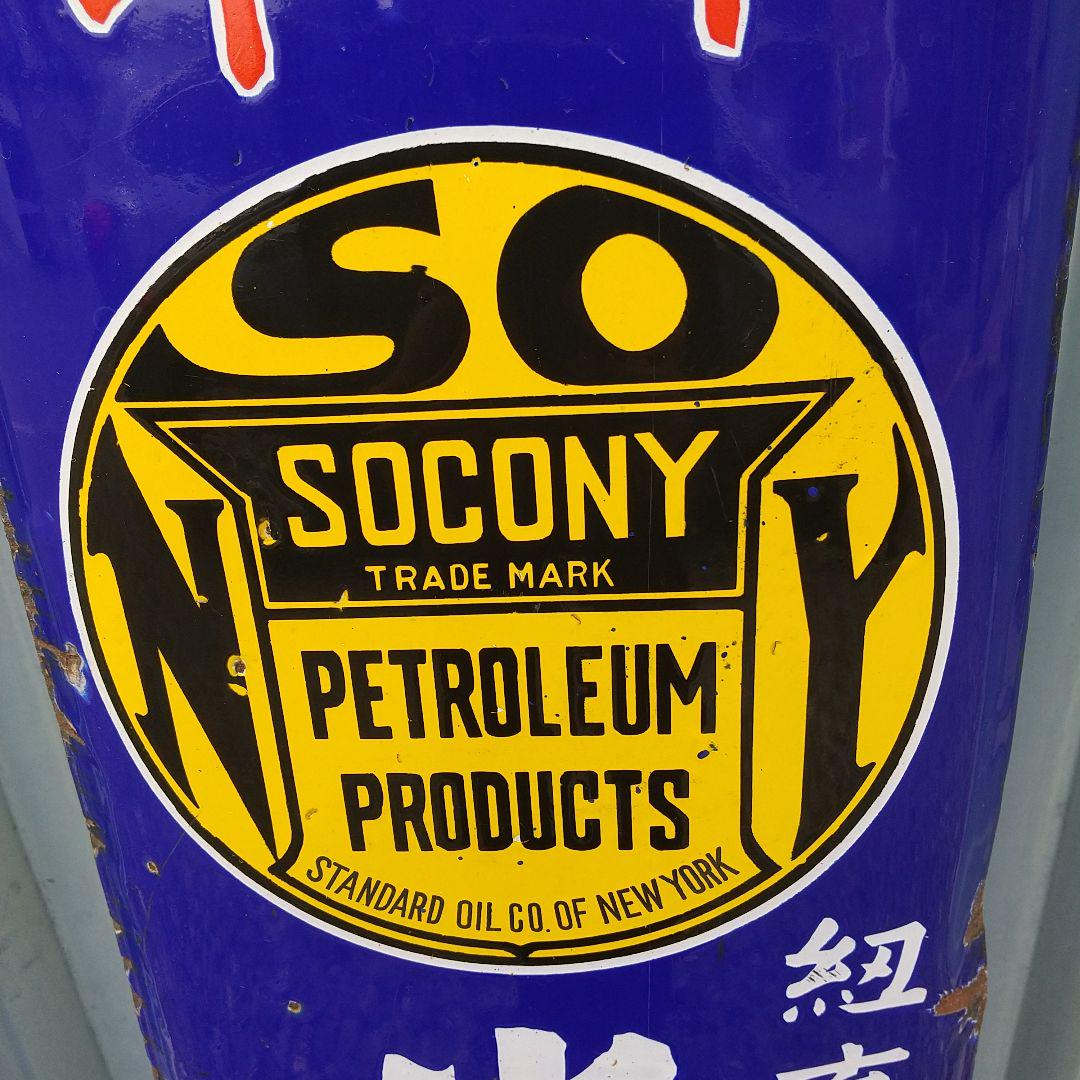 SO
N Y
SOCONY
TRADE MARK
PETROLEUM
PRODUCTS
STANDARD OIL CO. OF NEW YORK
紐